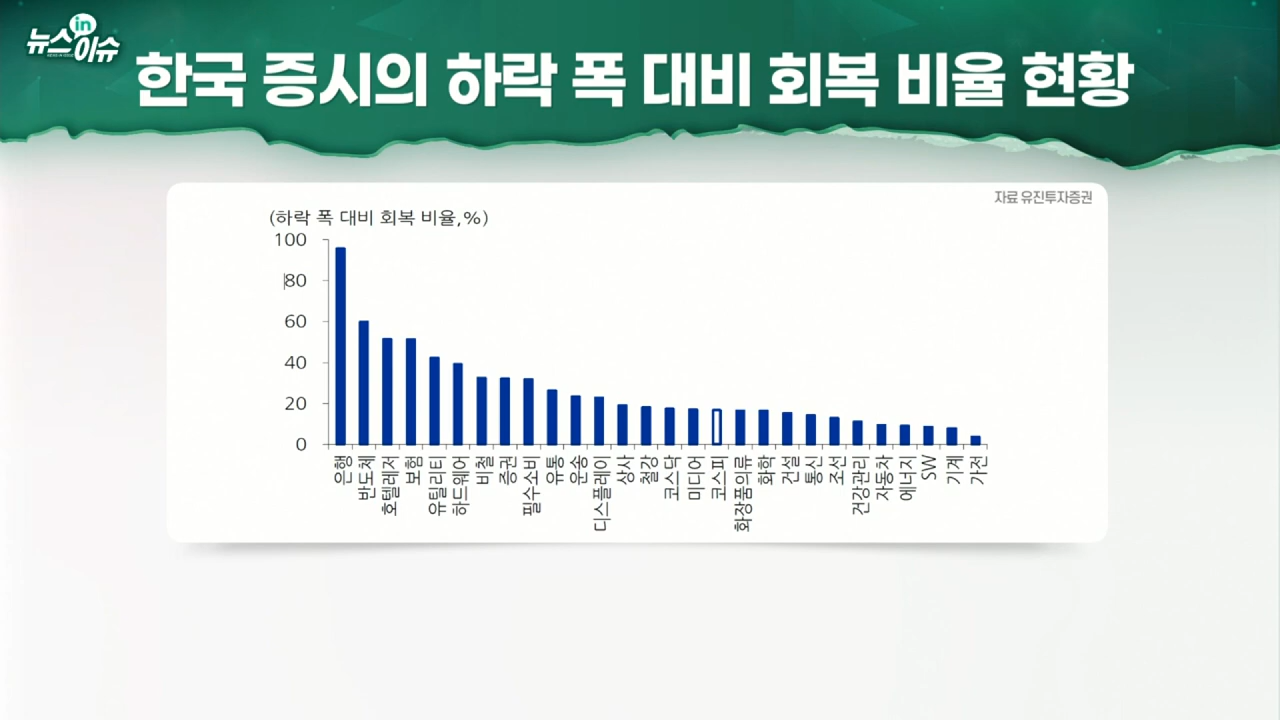 뉴스in이슈
한국 증시의 하락 폭 대비 회복 비율 현황
자료 유진투자증권
(하락 폭 대비 회복 비율,%)
100
80
60
40
20
0
은행
반도체
호텔레저
보험
유틸리티
하드웨어
비철
증권
필수소비
유통
운송
디스플레이
상사
철강
코스닥
미디어
코스피
화장품의류
화학
건설
통신
조선
건강관리
자동차
에너지
SW
기계
가전